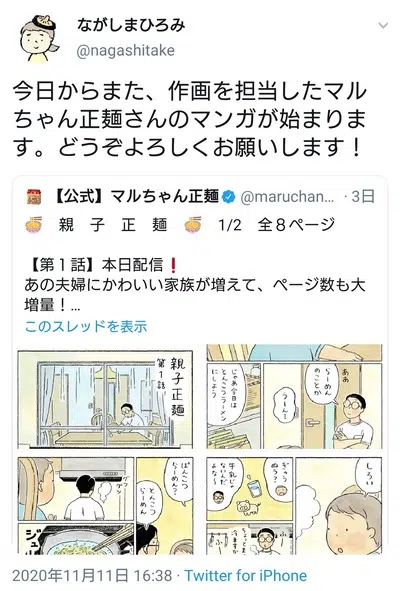 ながしまひろみ
@nagashitake
今日からまた、作画を担当したマル
ちゃん正麺さんのマンガが始まりま
す。どうぞよろしくお願いします！
【公式】マルちゃん正麺 @maruchan... · 3日
🍜 親 子 正 麺 🍜 1/2 全８ページ
【第１話】本日配信❗
あの夫婦にかわいい家族が増えて、ページ数も大
増量！...
このスレッドを表示
親子正麺
第1話
ああ
らーめん
のことか
うーん…
じゃあ今日は
とんこつラーメン
にしよう
ぱんこつ
らーめん？
とんこつ
らーめん
しろい
ぎゅう
にゅう？
牛乳じゃ
ないんだ
よなー
2020年11月11日 16:38 · Twitter for iPhone